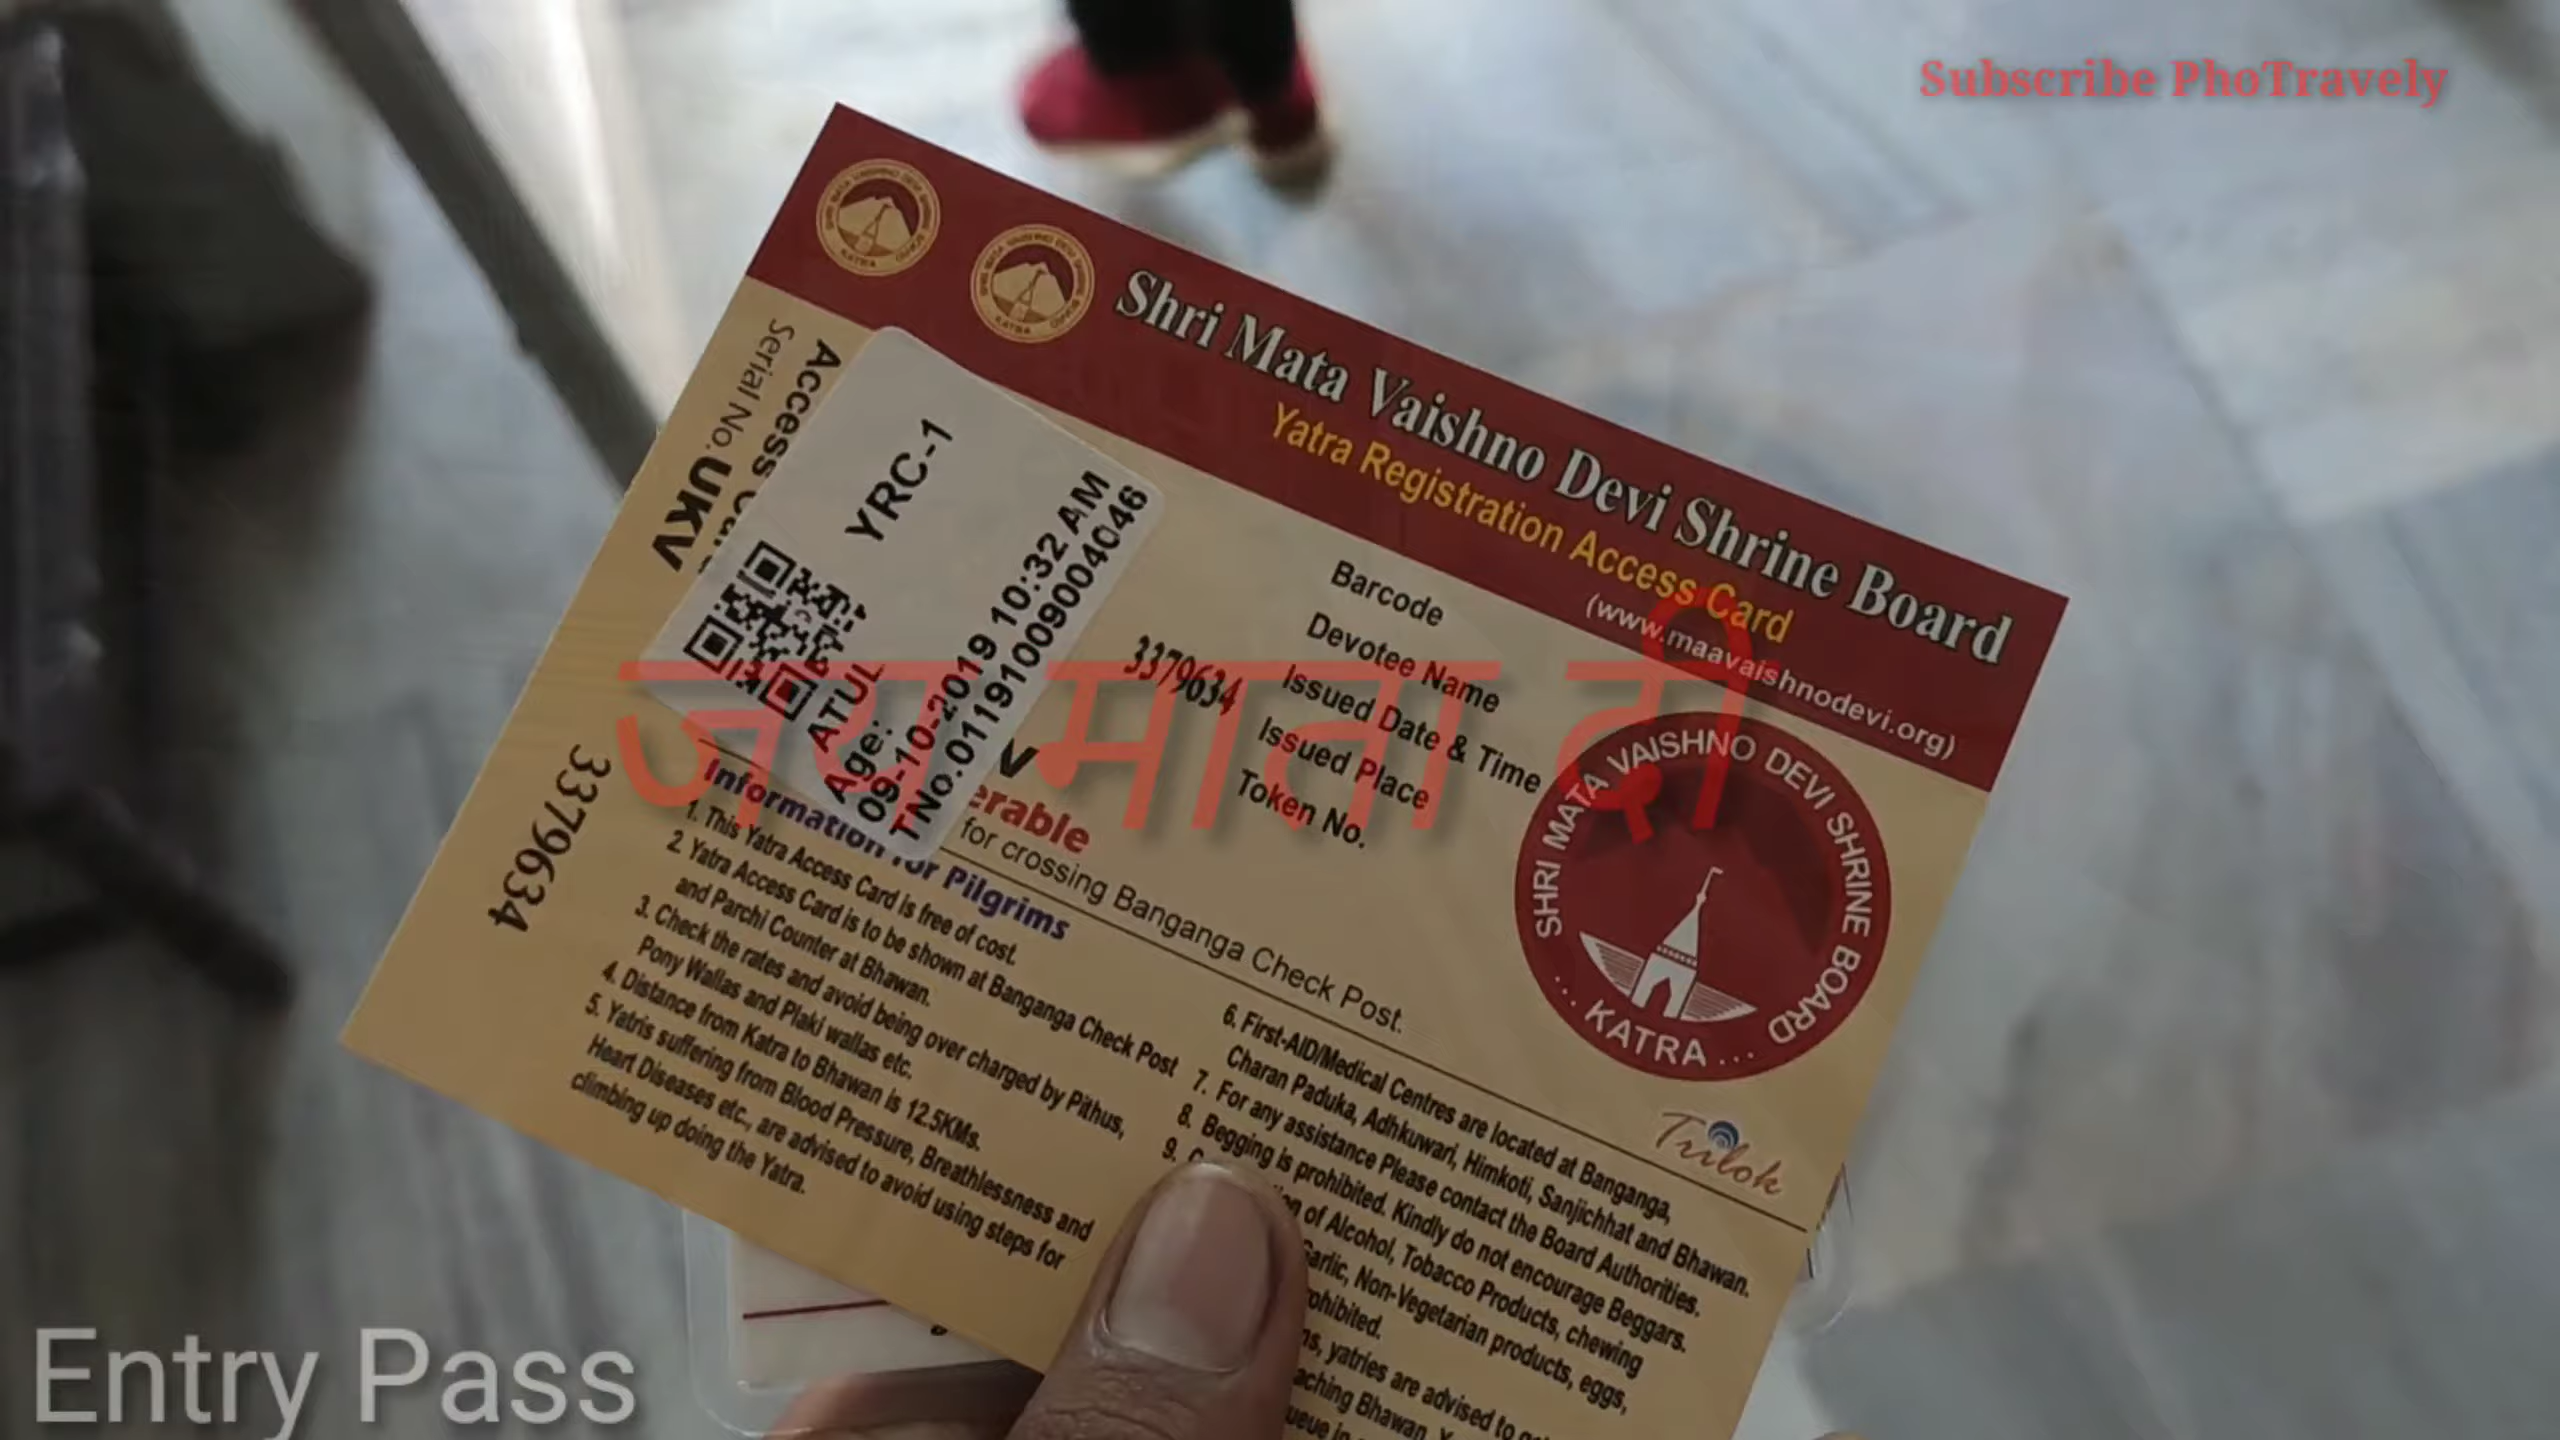 Subscribe PhoTravely
Shri Mata Vaishno Devi Shrine Board
Yatra Registration Access Card
(www.maavaishnodevi.org)
Access
Serial No. UKV
3379634
YRC-1
ATUL
Age:
09-10-2019 10:32 AM
TNo.01191009004046
3379634
Barcode
Devotee Name
Issued Date & Time
Issued Place
Token No.
V
erable
for crossing Banganga Check Post.
SHRI MATA VAISHNO DEVI SHRINE BOARD
... KATRA ...
Trilok
जय माता दी
Information for Pilgrims
1. This Yatra Access Card is free of cost.
2. Yatra Access Card is to be shown at Banganga Check Post
and Parchi Counter at Bhawan.
3. Check the rates and avoid being over charged by Pithus,
Pony Wallas and Plaki wallas etc.
4. Distance from Katra to Bhawan is 12.5KMs.
5. Yatris suffering from Blood Pressure, Breathlessness and
Heart Diseases etc., are advised to avoid using steps for
climbing up doing the Yatra.
6. First-AID/Medical Centres are located at Banganga,
Charan Paduka, Adhkuwari, Himkoti, Sanjichhat and Bhawan.
7. For any assistance Please contact the Board Authorities.
8. Begging is prohibited. Kindly do not encourage Beggars.
9. of Alcohol, Tobacco Products, chewing
Garlic, Non-Vegetarian products, eggs,
rohibited.
ns, yatries are advised to
aching Bhawan.
ueue in
Entry Pass